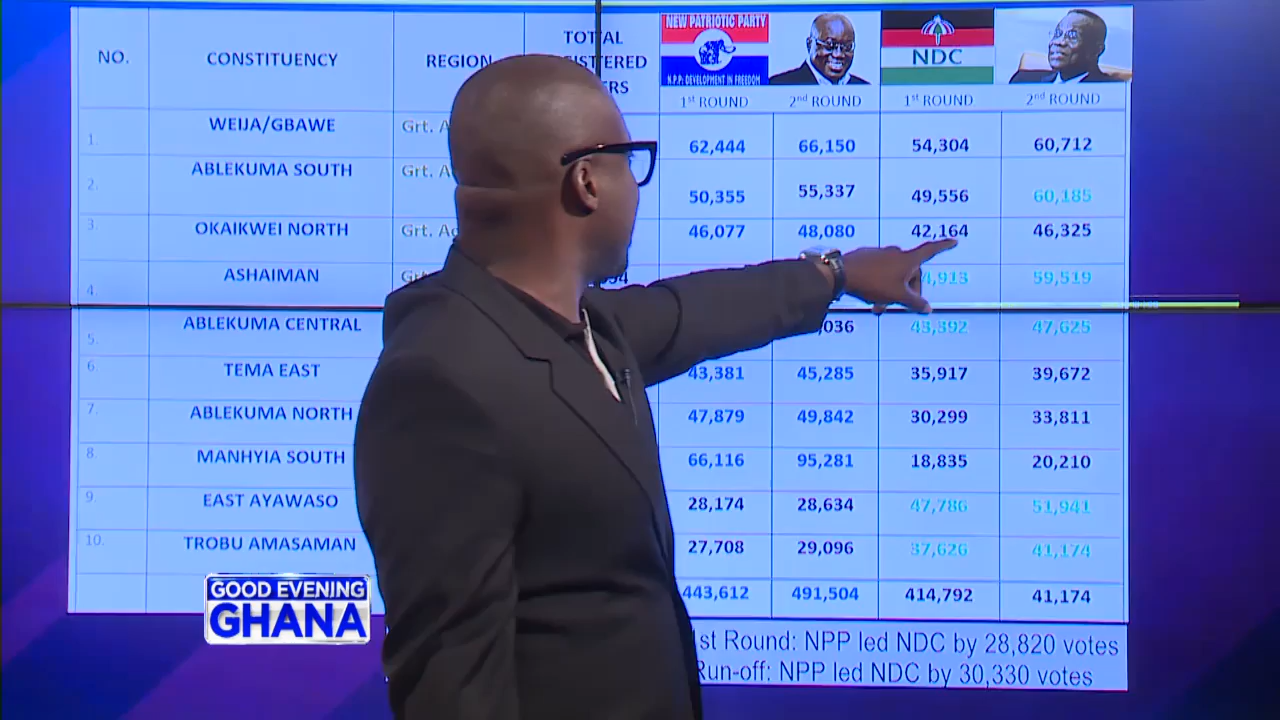 NO.
CONSTITUENCY
REGION
TOTAL
RS
NEW PATRIOTIC PARTY
N.P.P: DEVELOPMENT IN FREEDOM
NDC
1st ROUND 2nd ROUND 1st ROUND 2nd ROUND
1. WEIJA/GBAWE Grt. 62,444 66,150 54,304 60,712
2. ABLEKUMA SOUTH Grt. 50,355 55,337 49,556 60,185
3. OKAIKWEI NORTH Grt. 46,077 48,080 42,164 46,325
4. ASHAIMAN 4,913 59,519
5. ABLEKUMA CENTRAL ,036 43,392 47,625
6. TEMA EAST 43,381 45,285 35,917 39,672
7. ABLEKUMA NORTH 47,879 49,842 30,299 33,811
8. MANHYIA SOUTH 66,116 95,281 18,835 20,210
9. EAST AYAWASO 28,174 28,634 47,786 51,941
10. TROBU AMASAMAN 27,708 29,096 37,626 41,174
443,612 491,504 414,792 41,174
1st Round: NPP led NDC by 28,820 votes
Run-off: NPP led NDC by 30,330 votes
GOOD EVENING
GHANA